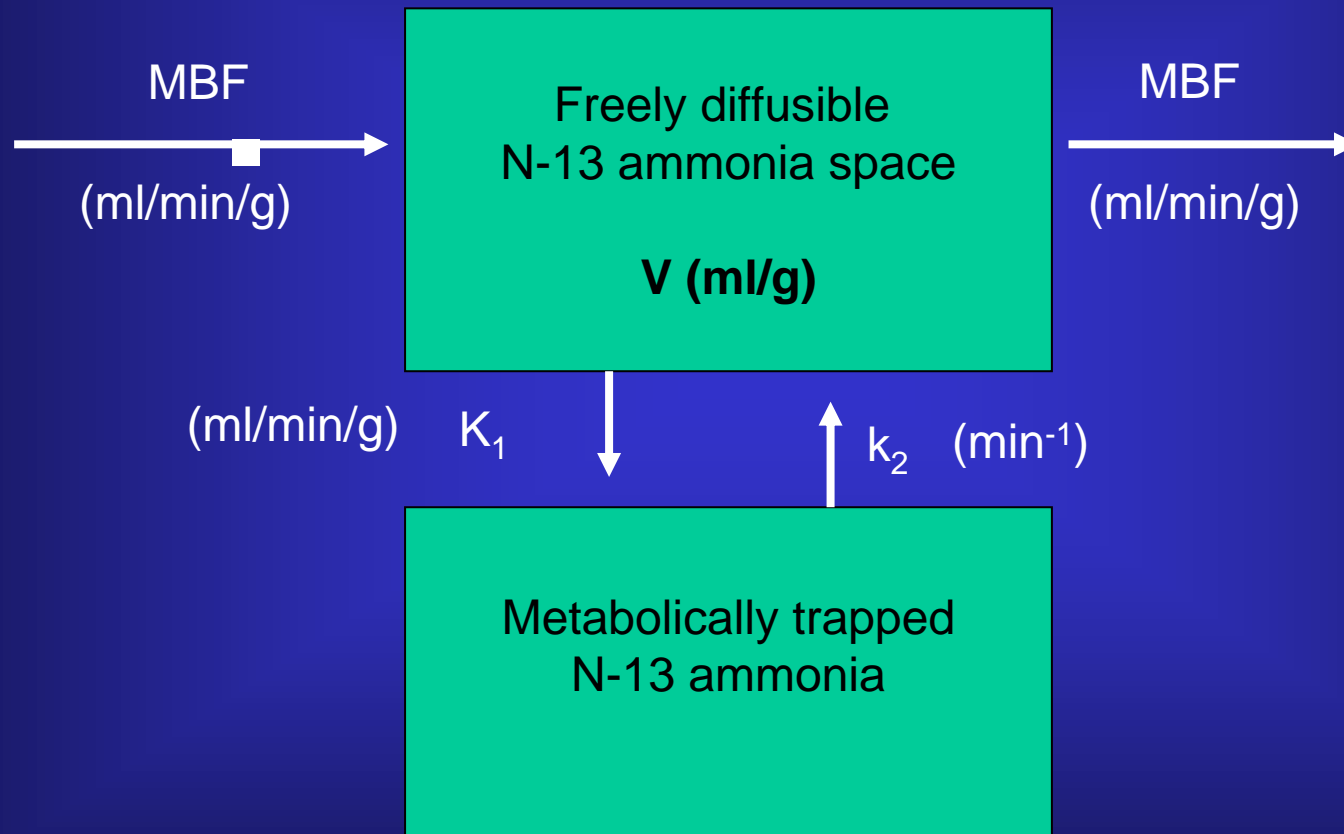 MBF
(ml/min/g)
Freely diffusible
N-13 ammonia space
V (ml/g)
MBF
(ml/min/g)
(ml/min/g) K₁
k₂ (min⁻¹)
Metabolically trapped
N-13 ammonia